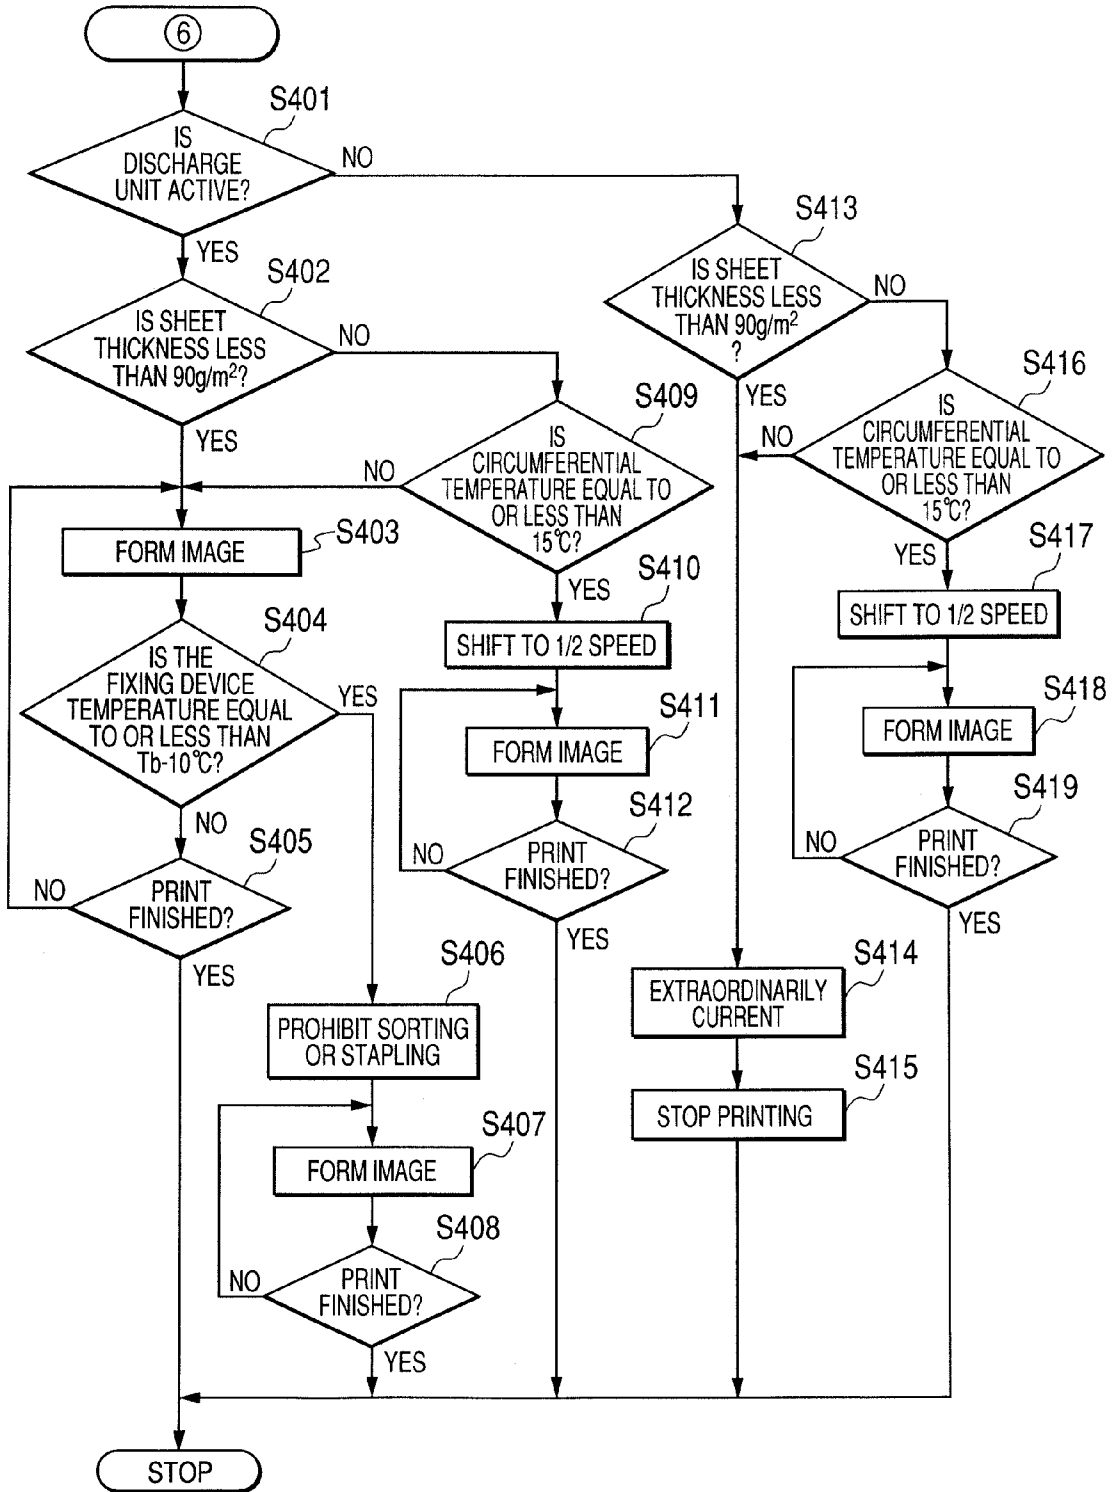 6
S401
IS
DISCHARGE
UNIT ACTIVE?
NO
YES
S402
IS SHEET
THICKNESS LESS
THAN 90g/m²?
NO
YES
S403
FORM IMAGE
S404
IS THE
FIXING DEVICE
TEMPERATURE EQUAL
TO OR LESS THAN
Tb-10℃?
YES
NO
S405
PRINT
FINISHED?
NO
YES
S406
PROHIBIT SORTING
OR STAPLING
S407
FORM IMAGE
S408
PRINT
FINISHED?
NO
YES
S409
IS
CIRCUMFERENTIAL
TEMPERATURE EQUAL TO
OR LESS THAN
15℃?
NO
YES
S410
SHIFT TO 1/2 SPEED
S411
FORM IMAGE
S412
PRINT
FINISHED?
NO
YES
S413
IS SHEET
THICKNESS LESS
THAN 90g/m²
?
NO
YES
S414
EXTRAORDINARILY
CURRENT
S415
STOP PRINTING
S416
IS
CIRCUMFERENTIAL
TEMPERATURE EQUAL TO
OR LESS THAN
15℃?
NO
YES
S417
SHIFT TO 1/2 SPEED
S418
FORM IMAGE
S419
PRINT
FINISHED?
NO
YES
STOP